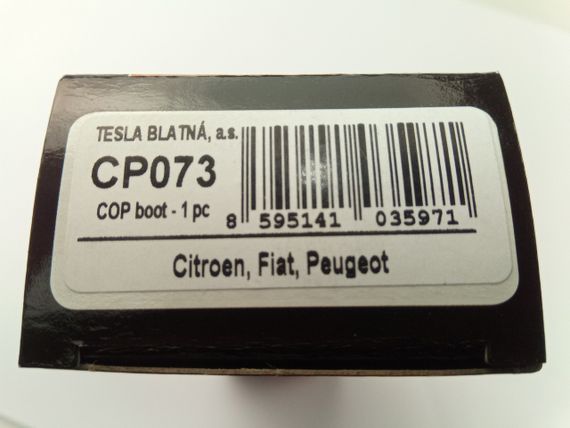 TESLA BLATNÁ, a.s.
CP073
COP boot - 1 pc
8 595141 035971
Citroen, Fiat, Peugeot